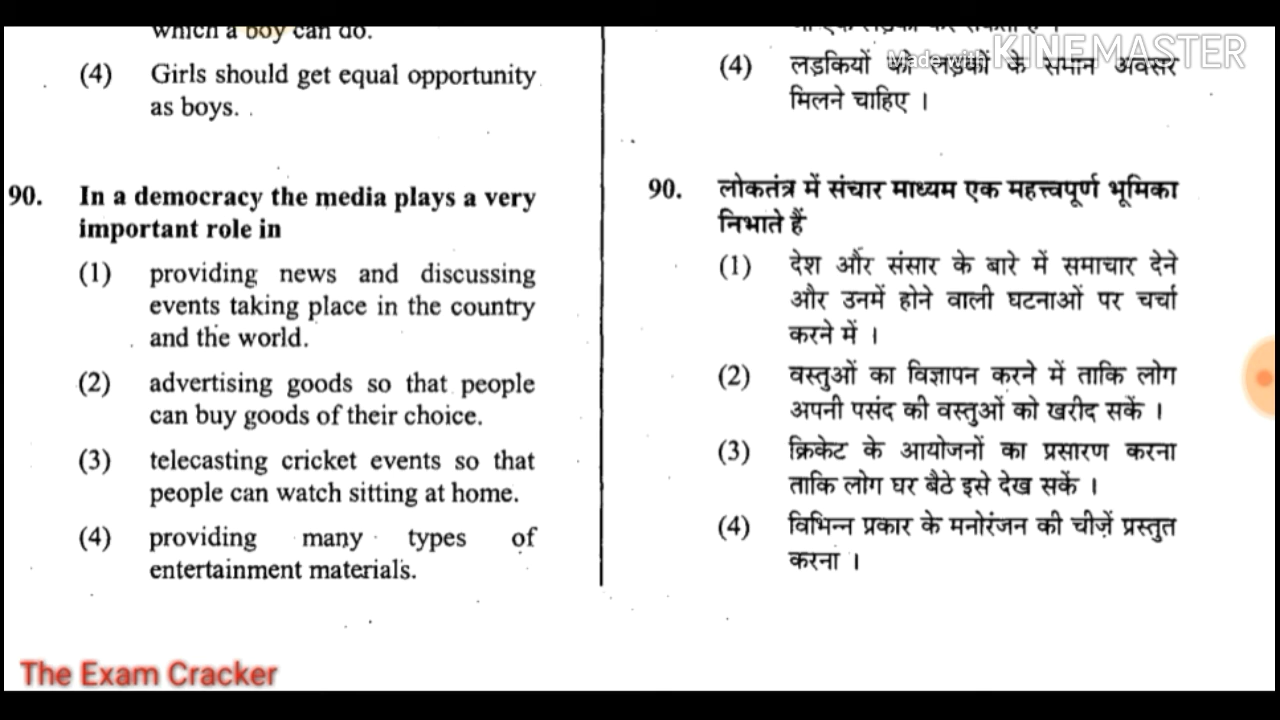 which a boy can do.
(4) Girls should get equal opportunity
as boys.
90. In a democracy the media plays a very
important role in
(1) providing news and discussing
events taking place in the country
and the world.
(2) advertising goods so that people
can buy goods of their choice.
(3) telecasting cricket events so that
people can watch sitting at home.
(4) providing many types of
entertainment materials.
Made with KINEMASTER
(4) लड़कियों को लड़कों के समान अवसर
मिलने चाहिए ।
90. लोकतंत्र में संचार माध्यम एक महत्त्वपूर्ण भूमिका
निभाते हैं
(1) देश और संसार के बारे में समाचार देने
और उनमें होने वाली घटनाओं पर चर्चा
करने में ।
(2) वस्तुओं का विज्ञापन करने में ताकि लोग
अपनी पसंद की वस्तुओं को खरीद सकें ।
(3) क्रिकेट के आयोजनों का प्रसारण करना
ताकि लोग घर बैठे इसे देख सकें ।
(4) विभिन्न प्रकार के मनोरंजन की चीज़ें प्रस्तुत
करना ।
The Exam Cracker